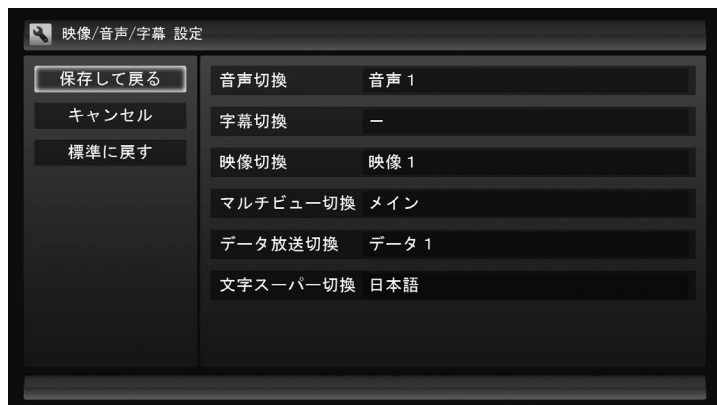 映像/音声/字幕 設定
保存して戻る
キャンセル
標準に戻す
音声切換 音声1
字幕切換 ー
映像切換 映像1
マルチビュー切換 メイン
データ放送切換 データ1
文字スーパー切換 日本語